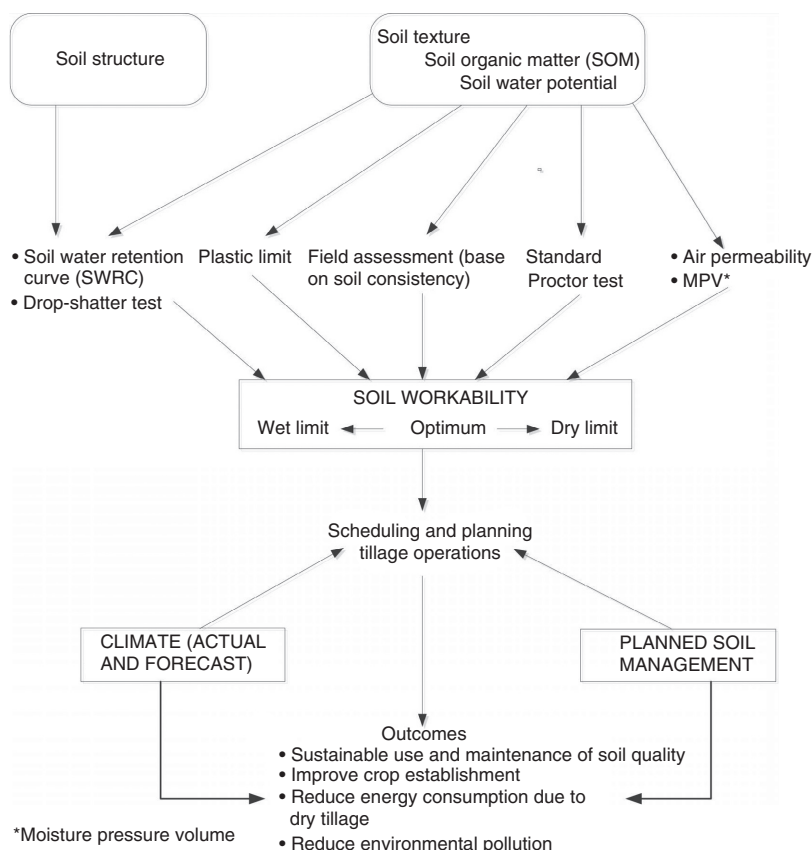 Soil structure
Soil texture
Soil organic matter (SOM)
Soil water potential
• Soil water retention
curve (SWRC)
• Drop-shatter test
Plastic limit
Field assessment (base
on soil consistency)
Standard
Proctor test
• Air permeability
• MPV*
SOIL WORKABILITY
Wet limit Optimum Dry limit
Scheduling and planning
tillage operations
CLIMATE (ACTUAL
AND FORECAST)
PLANNED SOIL
MANAGEMENT
Outcomes
• Sustainable use and maintenance of soil quality
• Improve crop establishment
• Reduce energy consumption due to
dry tillage
• Reduce environmental pollution
*Moisture pressure volume